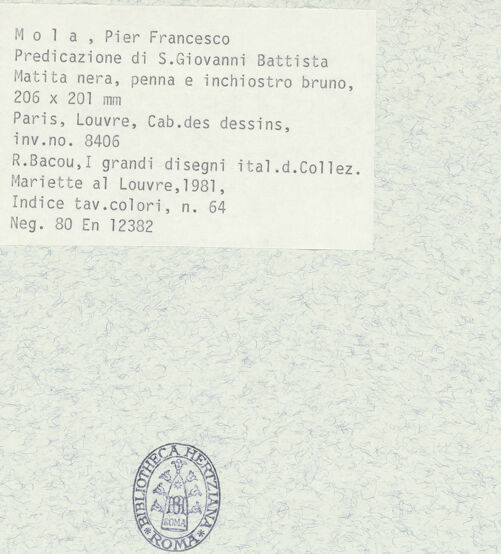 M o l a , Pier Francesco
Predicazione di S.Giovanni Battista
Matita nera, penna e inchiostro bruno,
206 x 201 mm
Paris, Louvre, Cab.des dessins,
inv.no. 8406
R.Bacou,I grandi disegni ital.d.Collez.
Mariette al Louvre,1981,
Indice tav.colori, n. 64
Neg. 80 En 12382
BIBLIOTHECA HERTZIANA
ROMA
ROMA